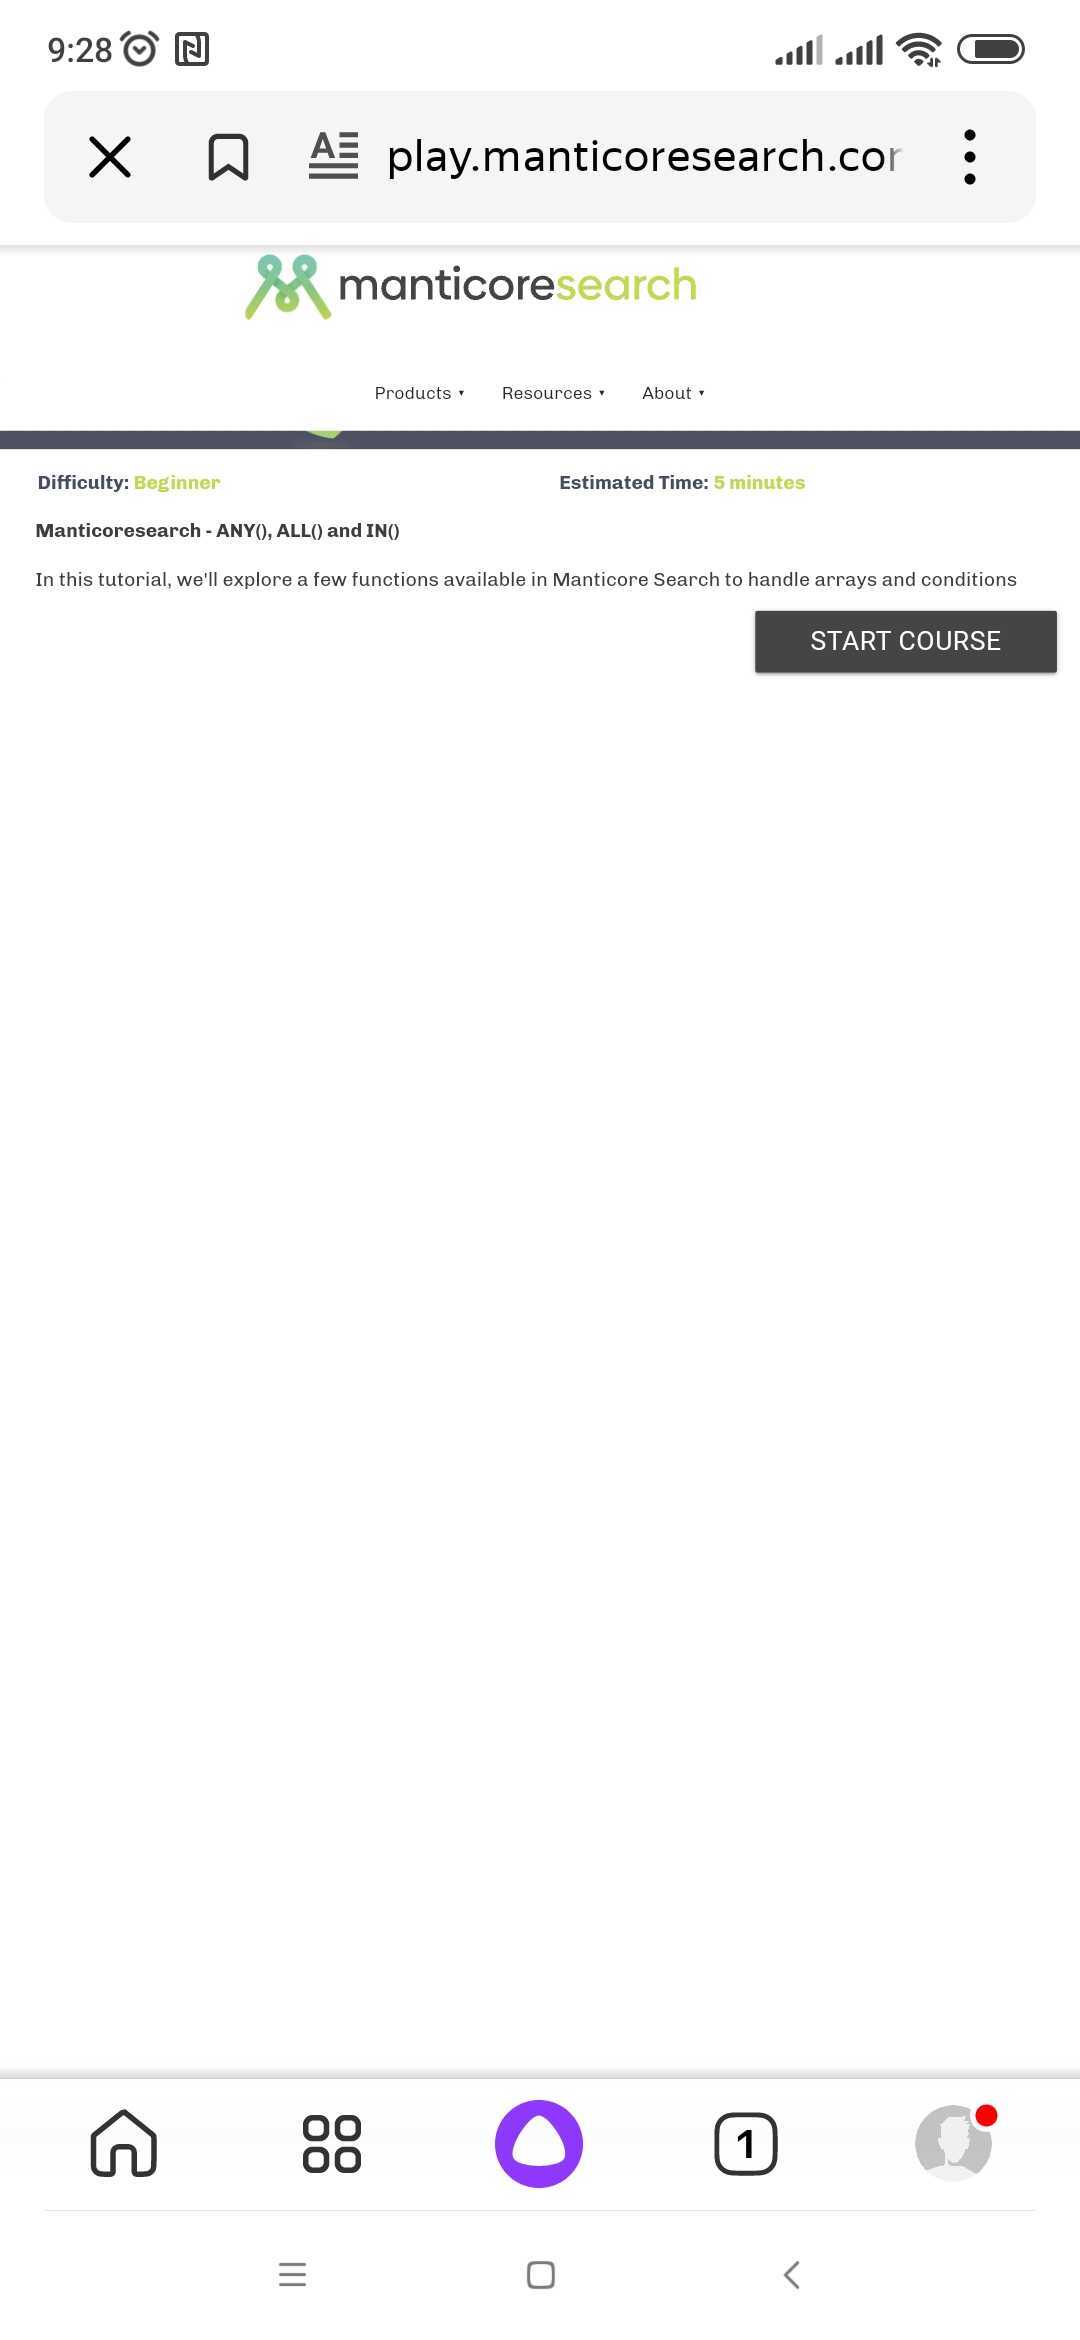 9:28
play.manticoresearch.cor
manticoresearch
Products ▾ Resources ▾ About ▾
Difficulty: Beginner Estimated Time: 5 minutes
Manticoresearch - ANY(), ALL() and IN()
In this tutorial, we'll explore a few functions available in Manticore Search to handle arrays and conditions
START COURSE
1